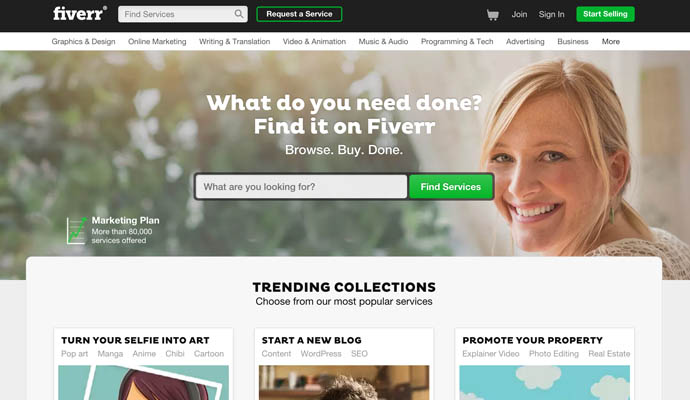 fiverr®
Find Services
Request a Service
Join
Sign In
Start Selling
Graphics & Design
Online Marketing
Writing & Translation
Video & Animation
Music & Audio
Programming & Tech
Advertising
Business
More
What do you need done?
Find it on Fiverr
Browse. Buy. Done.
What are you looking for?
Find Services
Marketing Plan
More than 80,000
services offered
TRENDING COLLECTIONS
Choose from our most popular services
TURN YOUR SELFIE INTO ART
Pop art Manga Anime Chibi Cartoon
START A NEW BLOG
Content WordPress SEO
PROMOTE YOUR PROPERTY
Explainer Video Photo Editing Real Estate